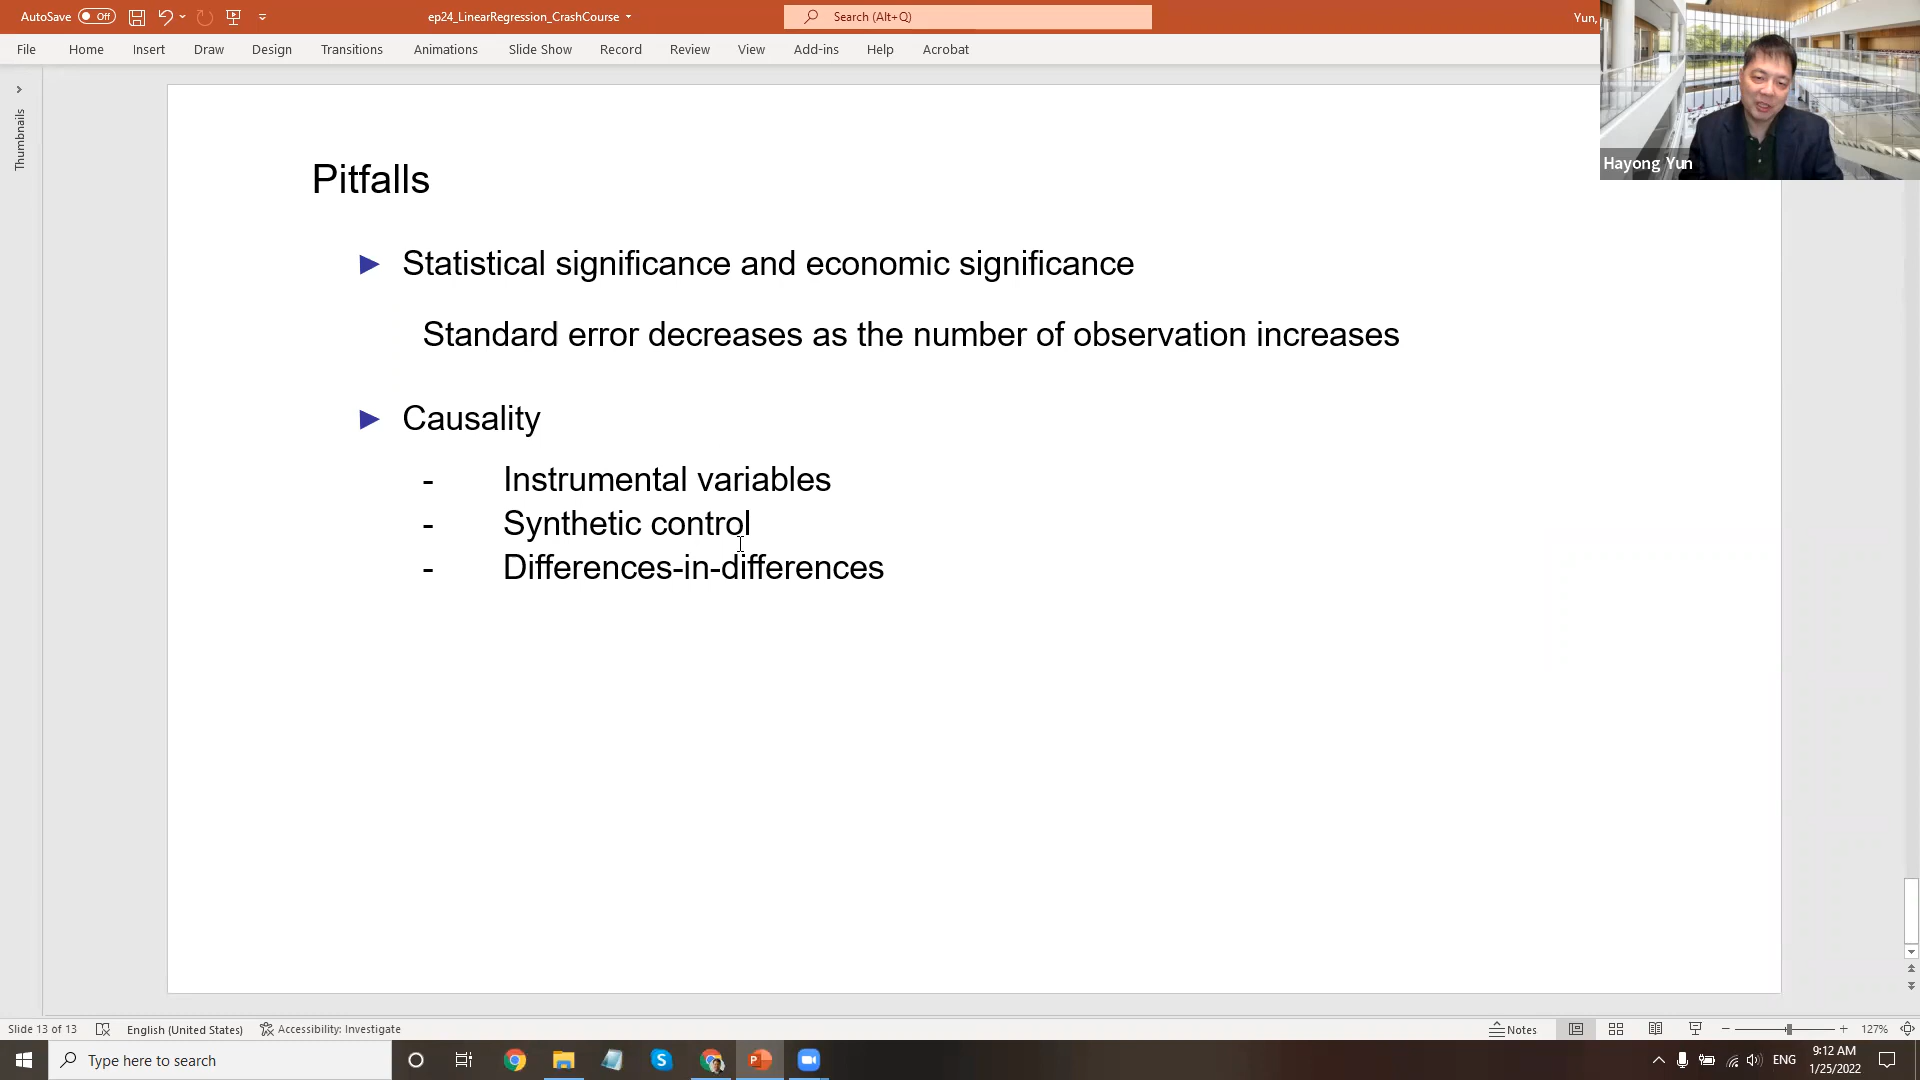 AutoSave Off
ep24_LinearRegression_CrashCourse
Search (Alt+Q)
Yun,
File Home Insert Draw Design Transitions Animations Slide Show Record Review View Add-ins Help Acrobat
Hayong Yun
Thumbnails
Pitfalls
► Statistical significance and economic significance
Standard error decreases as the number of observation increases
► Causality
- Instrumental variables
- Synthetic control
- Differences-in-differences
Slide 13 of 13 English (United States) Accessibility: Investigate Notes 127%
Type here to search
ENG
9:12 AM
1/25/2022